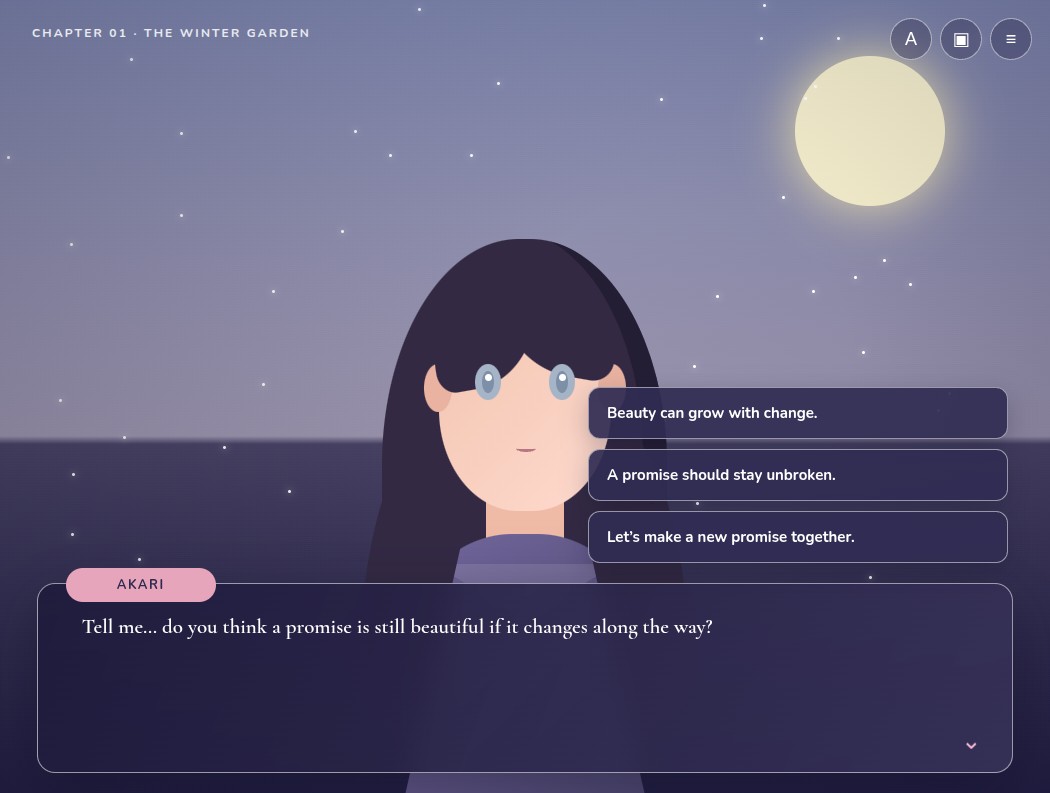 CHAPTER 01 · THE WINTER GARDEN
A
Beauty can grow with change.
A promise should stay unbroken.
Let’s make a new promise together.
AKARI
Tell me… do you think a promise is still beautiful if it changes along the way?